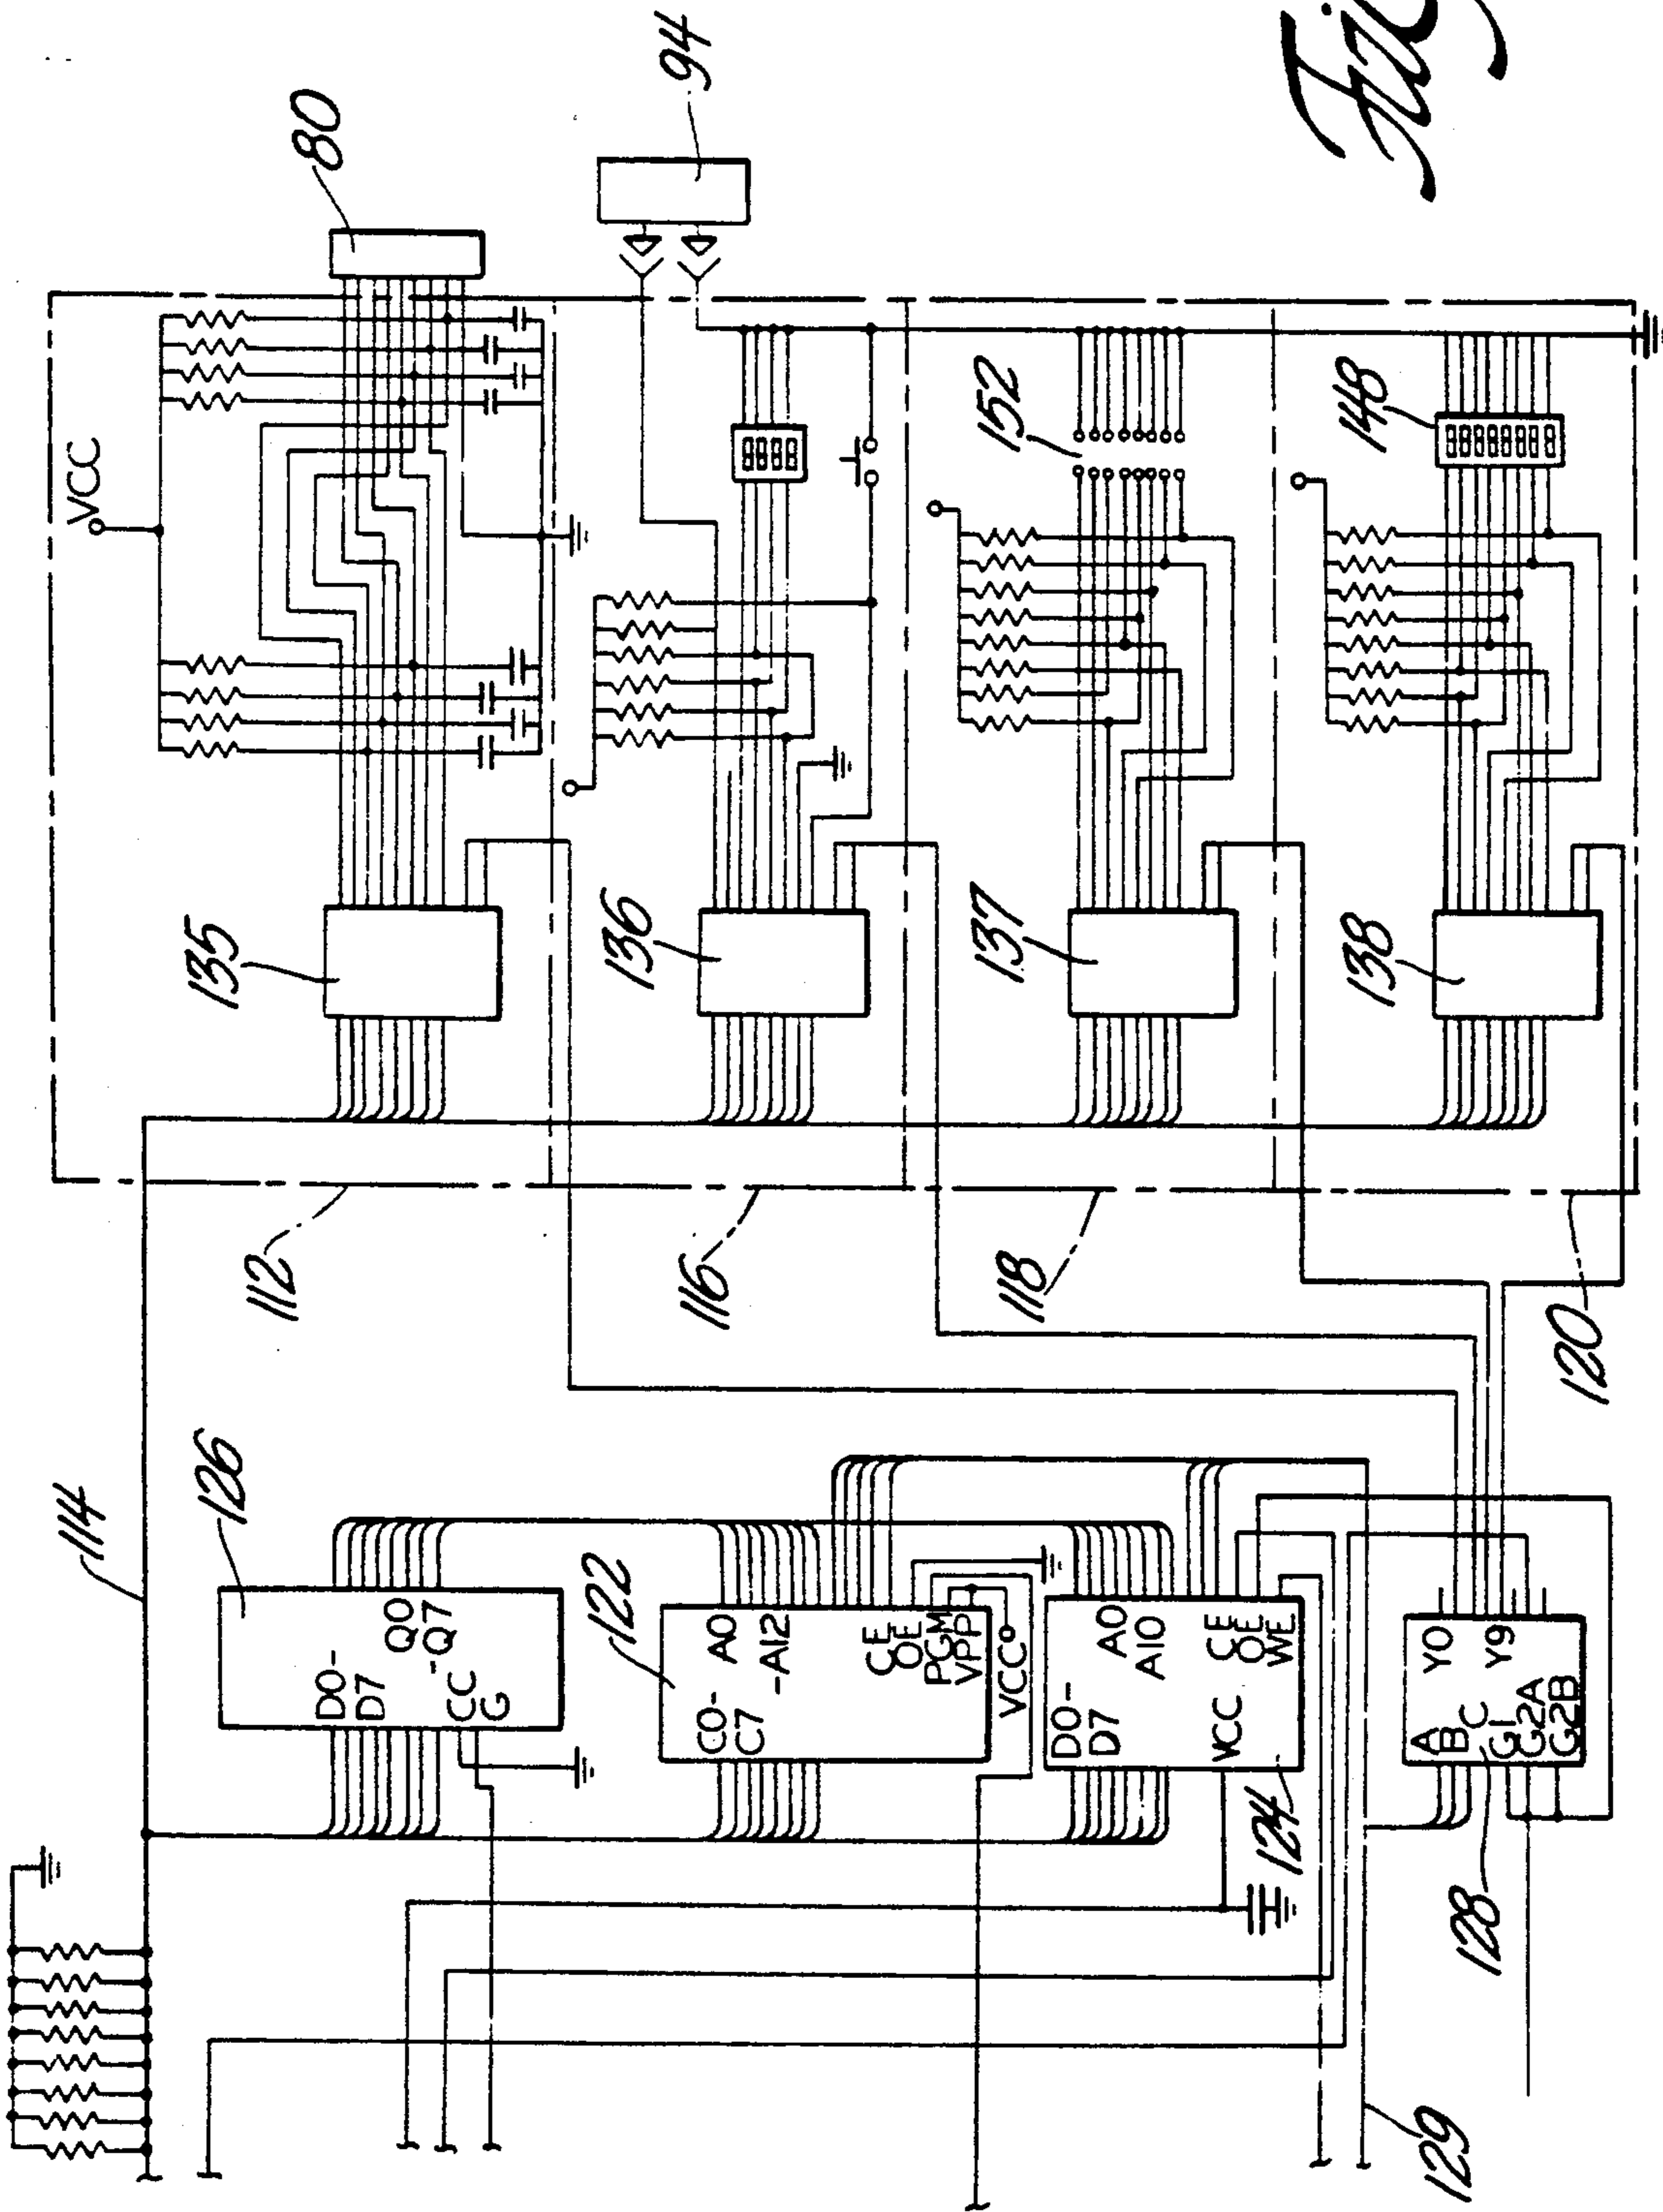 Fig
VCC
80
94
135
136
137
152
138
148
112
116
118
120
114
126
D0-
D7
Q0
-Q7
CC
G
122
C0-
C7
A0
-A12
CE
OE
PGM
VPP
VCC
D0-
D7
A0
A10
VCC
CE
OE
WE
124
A
B
C
G1
G2A
G2B
Y0
Y9
128
129